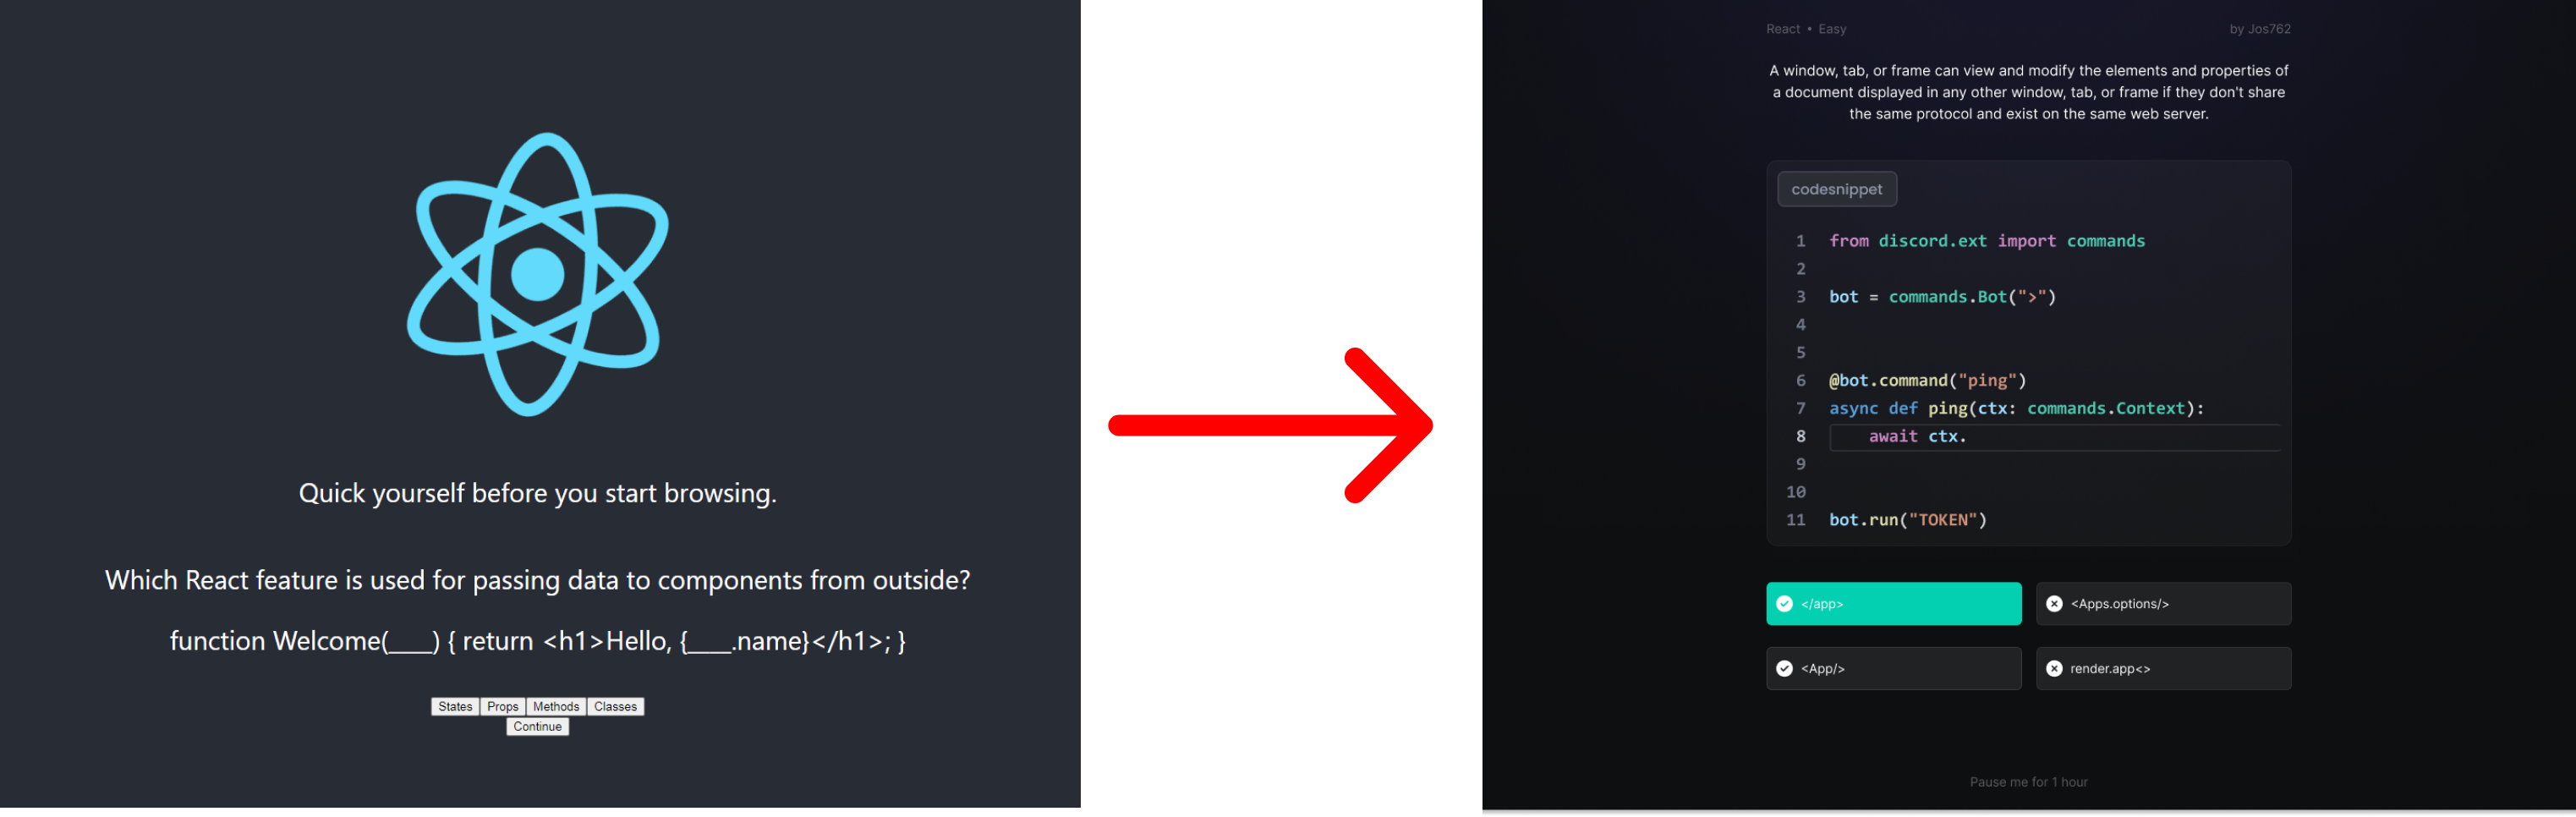 Quick yourself before you start browsing.
Which React feature is used for passing data to components from outside?
function Welcome(____) { return <h1>Hello, {____.name}</h1>; }
States Props Methods Classes
Continue
React • Easy
by Jos762
A window, tab, or frame can view and modify the elements and properties of
a document displayed in any other window, tab, or frame if they don't share
the same protocol and exist on the same web server.
codesnippet
1 from discord.ext import commands
2
3 bot = commands.Bot(">")
4
5
6 @bot.command("ping")
7 async def ping(ctx: commands.Context):
8 await ctx.
9
10
11 bot.run("TOKEN")
</app>
<Apps.options/>
<App/>
render.app<>
Pause me for 1 hour